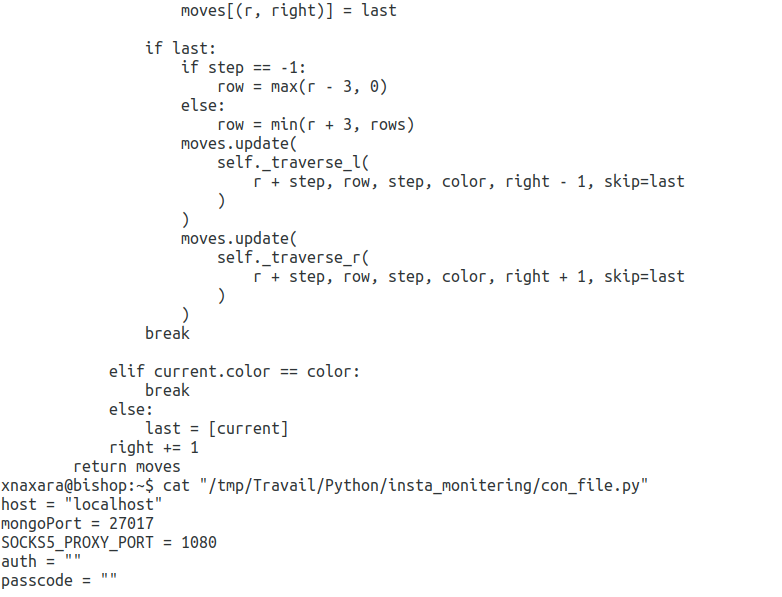 moves[(r, right)] = last

                if last:
                    if step == -1:
                        row = max(r - 3, 0)
                    else:
                        row = min(r + 3, rows)
                    moves.update(
                        self._traverse_l(
                            r + step, row, step, color, right - 1, skip=last
                        )
                    )
                    moves.update(
                        self._traverse_r(
                            r + step, row, step, color, right + 1, skip=last
                        )
                    )
                break

            elif current.color == color:
                break
            else:
                last = [current]
            right += 1
        return moves
xnaxara@bishop:~$ cat "/tmp/Travail/Python/insta_monitering/con_file.py"
host = "localhost"
mongoPort = 27017
SOCKS5_PROXY_PORT = 1080
auth = ""
passcode = ""